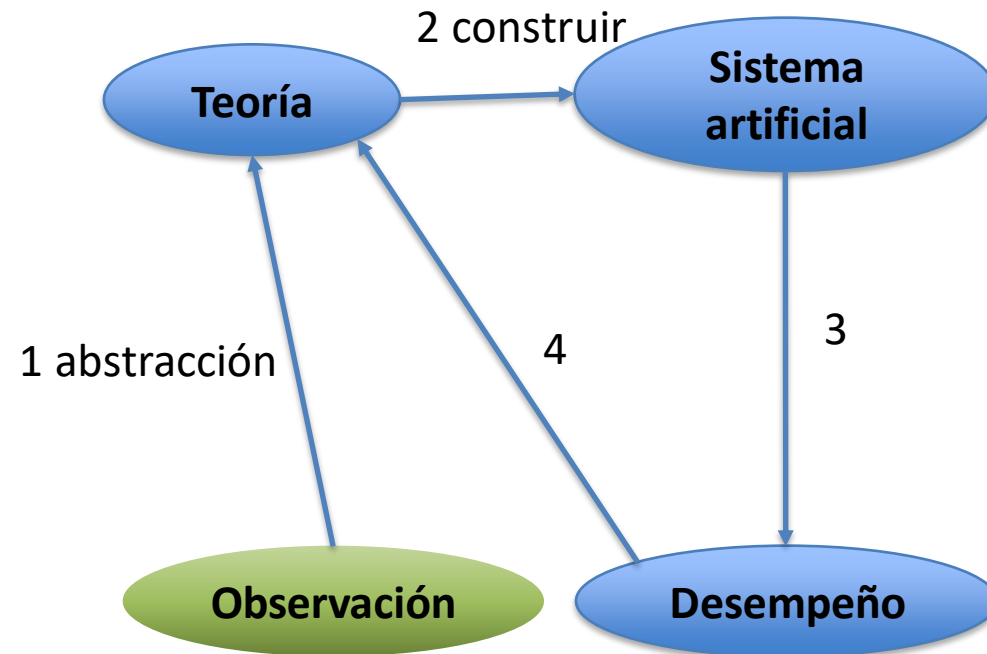 2 construir
Teoría
Sistema
artificial
1 abstracción
4
3
Observación
Desempeño